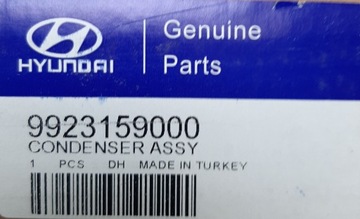 Genuine
Parts
HYUNDAI
9923159000
CONDENSER ASSY
1 PCS DH MADE IN TURKEY